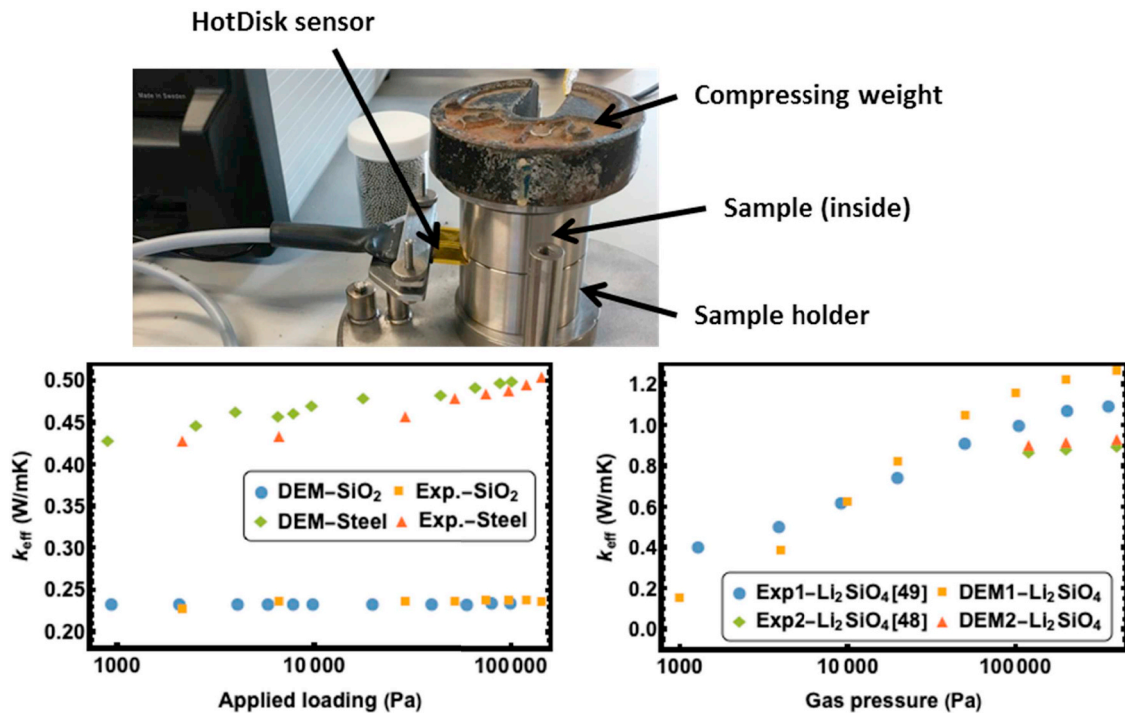 HotDisk sensor
Made in Sweden
Compressing weight
Sample (inside)
Sample holder
0.50
0.45
0.40
0.35
0.30
0.25
0.20
k_eff (W/mK)
DEM–SiO₂ Exp.–SiO₂
DEM–Steel Exp.–Steel
1000 10 000 100 000
Applied loading (Pa)
1.2
1.0
0.8
0.6
0.4
0.2
0.0
k_eff (W/mK)
Exp1–Li₂SiO₄[49] DEM1–Li₂SiO₄
Exp2–Li₂SiO₄[48] DEM2–Li₂SiO₄
1000 10 000 100 000
Gas pressure (Pa)